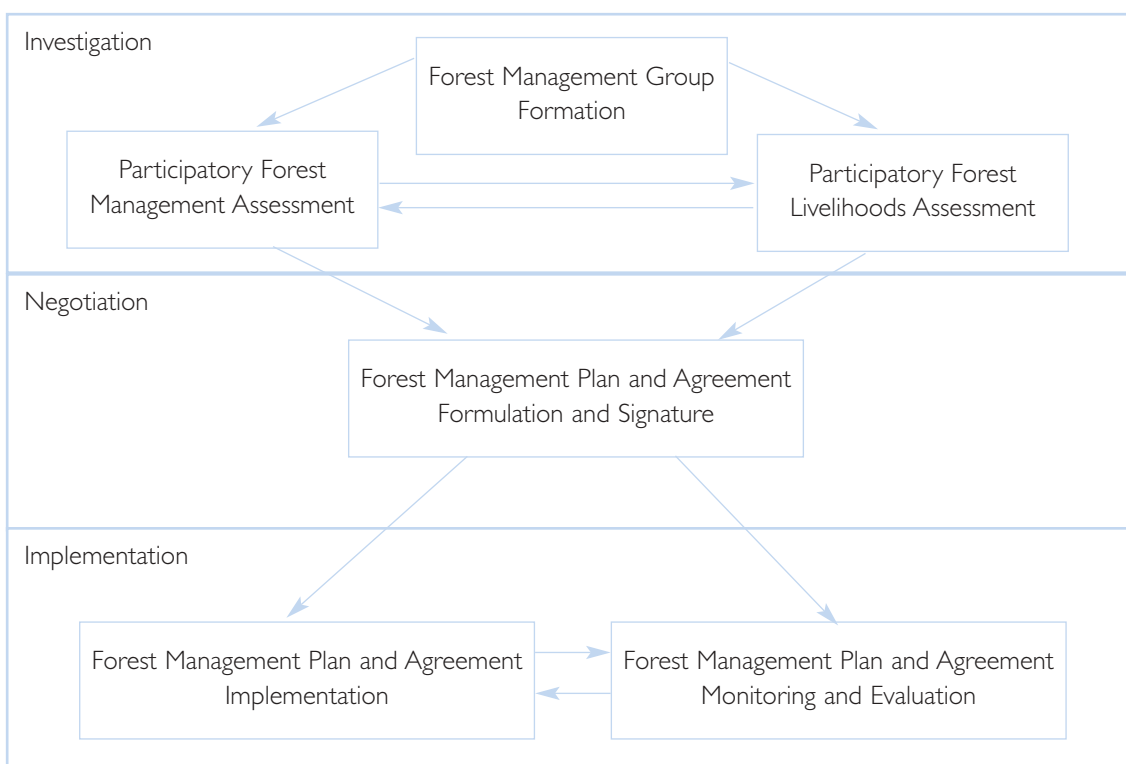 Investigation
Forest Management Group
Formation
Participatory Forest
Management Assessment
Participatory Forest
Livelihoods Assessment
Negotiation
Forest Management Plan and Agreement
Formulation and Signature
Implementation
Forest Management Plan and Agreement
Implementation
Forest Management Plan and Agreement
Monitoring and Evaluation